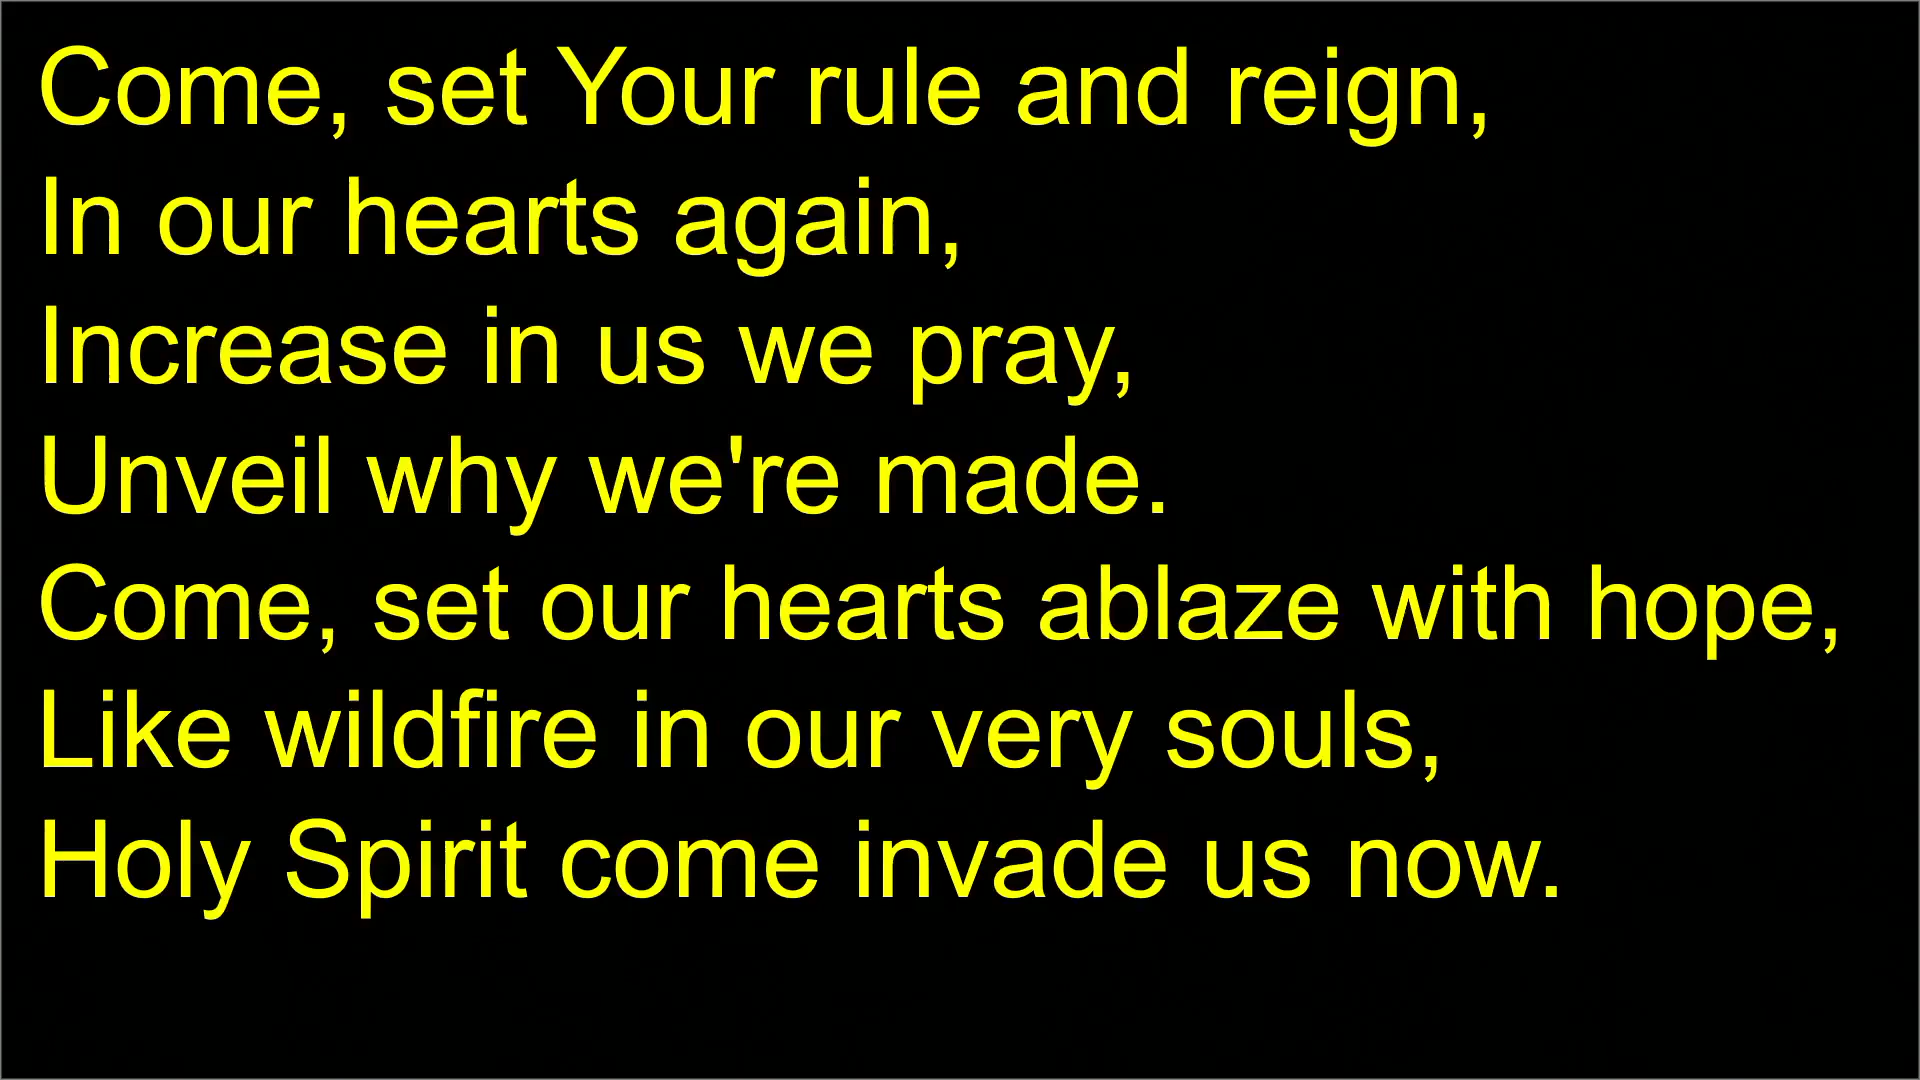 Come, set Your rule and reign,
In our hearts again,
Increase in us we pray,
Unveil why we're made.
Come, set our hearts ablaze with hope,
Like wildfire in our very souls,
Holy Spirit come invade us now.